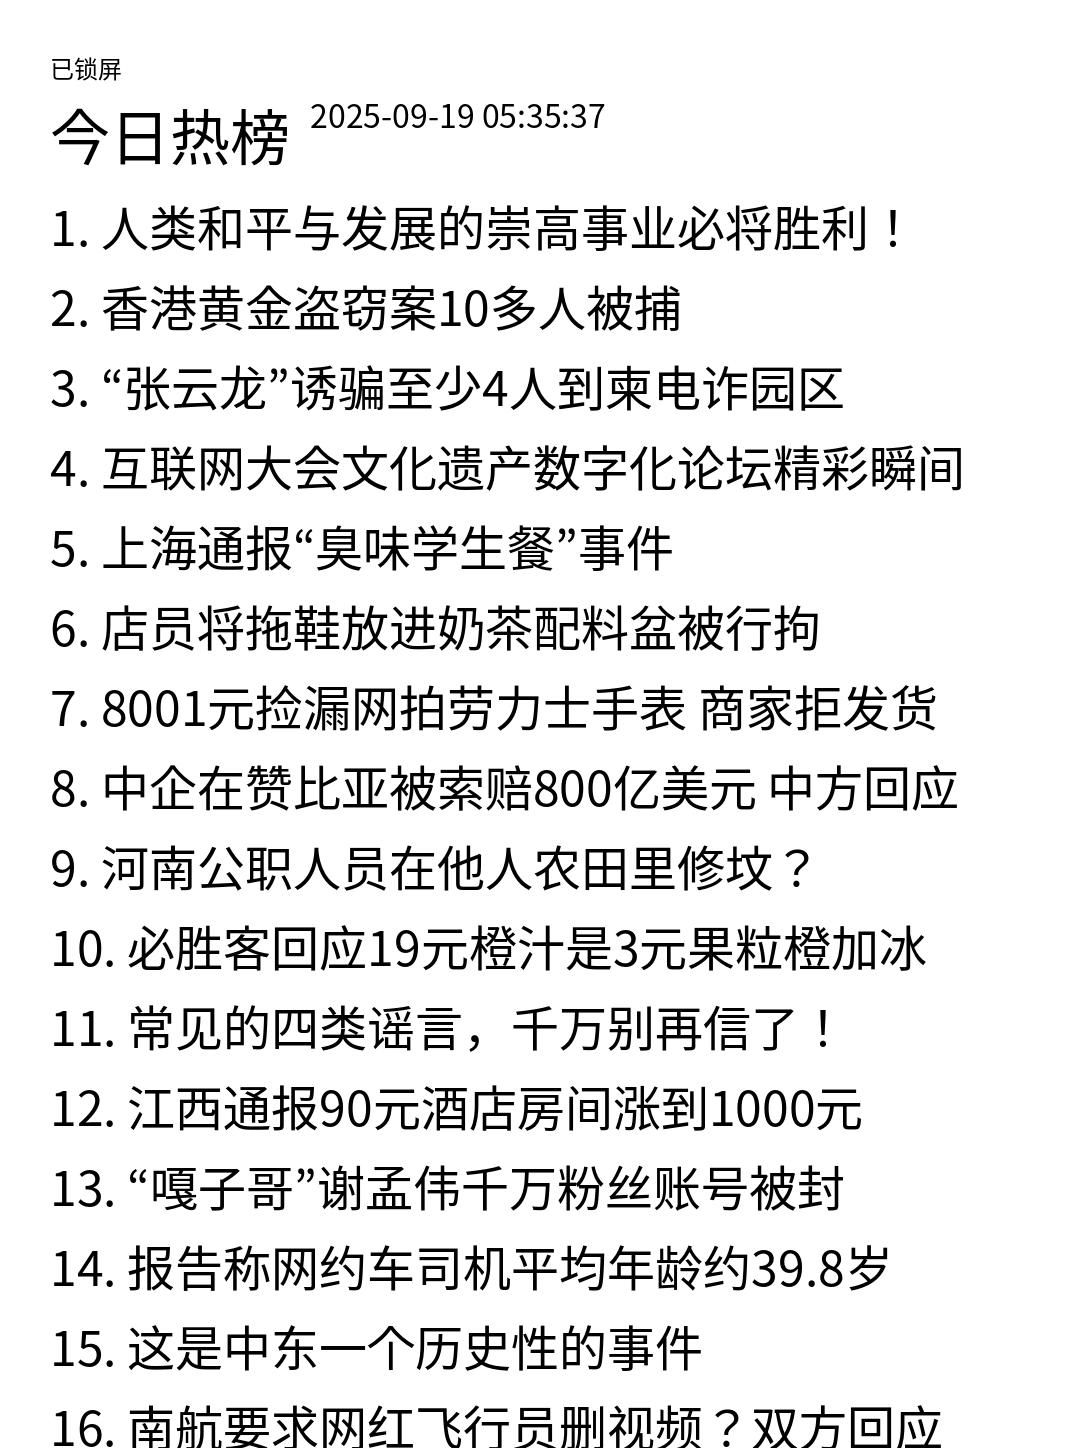 已锁屏
今日热榜 2025-09-19 05:35:37
1. 人类和平与发展的崇高事业必将胜利！
2. 香港黄金盗窃案10多人被捕
3. “张云龙”诱骗至少4人到柬电诈园区
4. 互联网大会文化遗产数字化论坛精彩瞬间
5. 上海通报“臭味学生餐”事件
6. 店员将拖鞋放进奶茶配料盆被行拘
7. 8001元捡漏网拍劳力士手表 商家拒发货
8. 中企在赞比亚被索赔800亿美元 中方回应
9. 河南公职人员在他人农田里修坟？
10. 必胜客回应19元橙汁是3元果粒橙加冰
11. 常见的四类谣言，千万别再信了！
12. 江西通报90元酒店房间涨到1000元
13. “嘎子哥”谢孟伟千万粉丝账号被封
14. 报告称网约车司机平均年龄约39.8岁
15. 这是中东一个历史性的事件
16. 南航要求网红飞行员删视频？双方回应